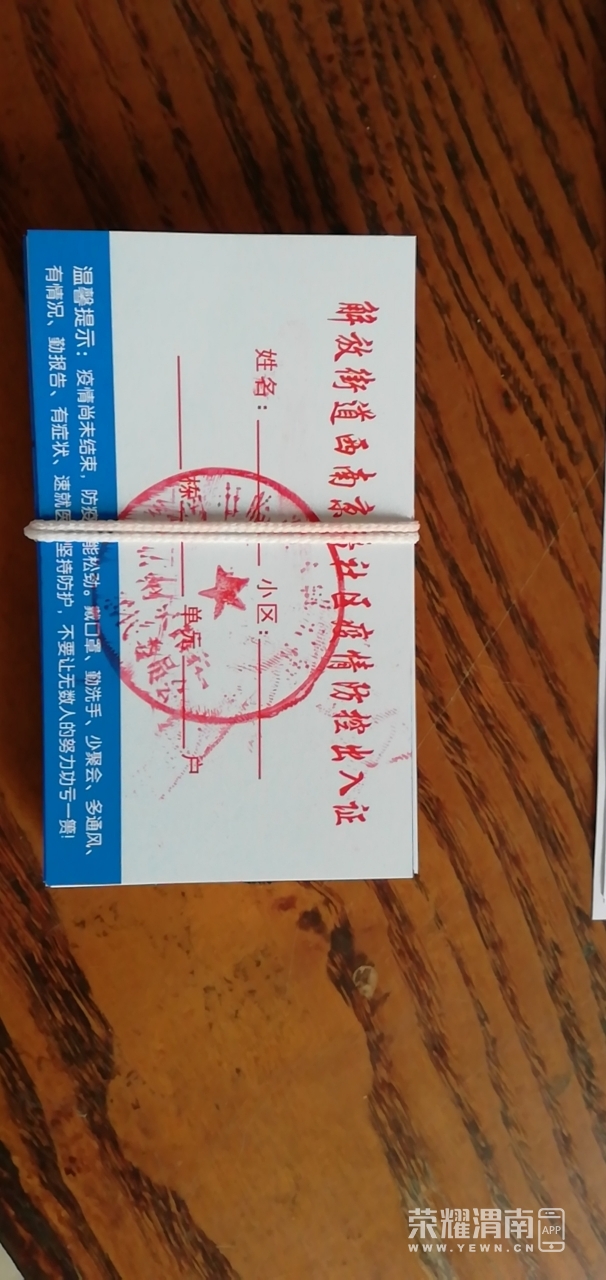 解放街道西南京社区疫情防控出入证
姓名： 小区：
栋 单元 户
温馨提示：疫情尚未结束，防疫能松动。戴口罩、勤洗手、少聚会、多通风、
有情况、勤报告、有症状、速就医 坚持防护，不要让无数人的努力功亏一篑！
荣耀渭南
APP
WWW.YEWN.CN